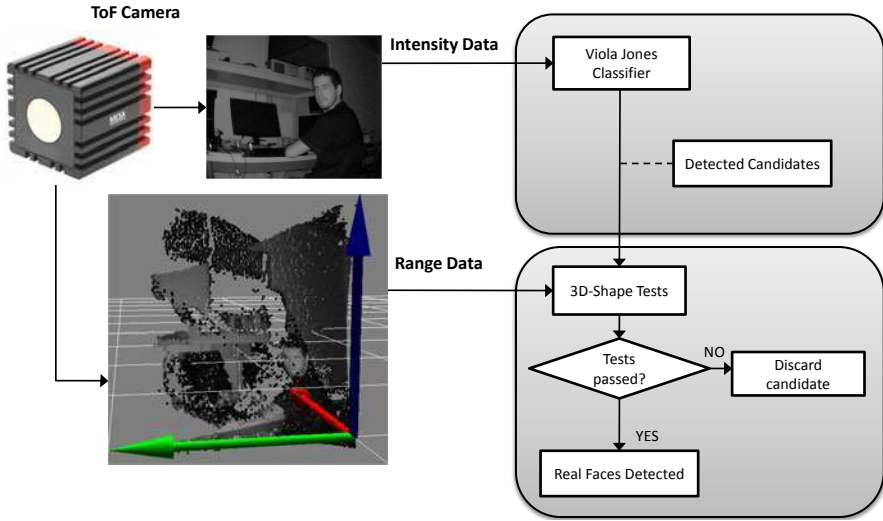 ToF Camera
Intensity Data
Viola Jones
Classifier
Detected Candidates
Range Data
3D-Shape Tests
Tests
passed?
NO
Discard
candidate
YES
Real Faces Detected